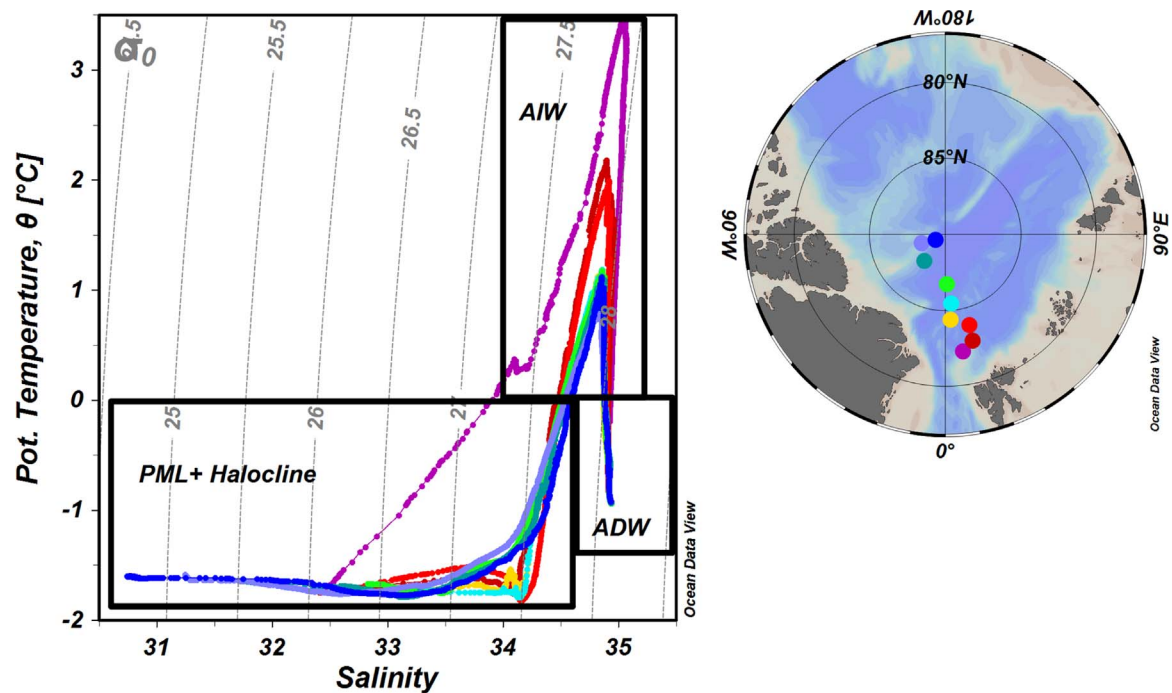 24.5
σ0
25.5
26.5
27.5
3
AIW
2
1
28
0
25
26
27
PML+ Halocline
-1
ADW
-2
31
32
33
34
35
Salinity
Pot. Temperature, θ [°C]
Ocean Data View
180°W
80°N
85°N
90°W
90°E
0°
Ocean Data View